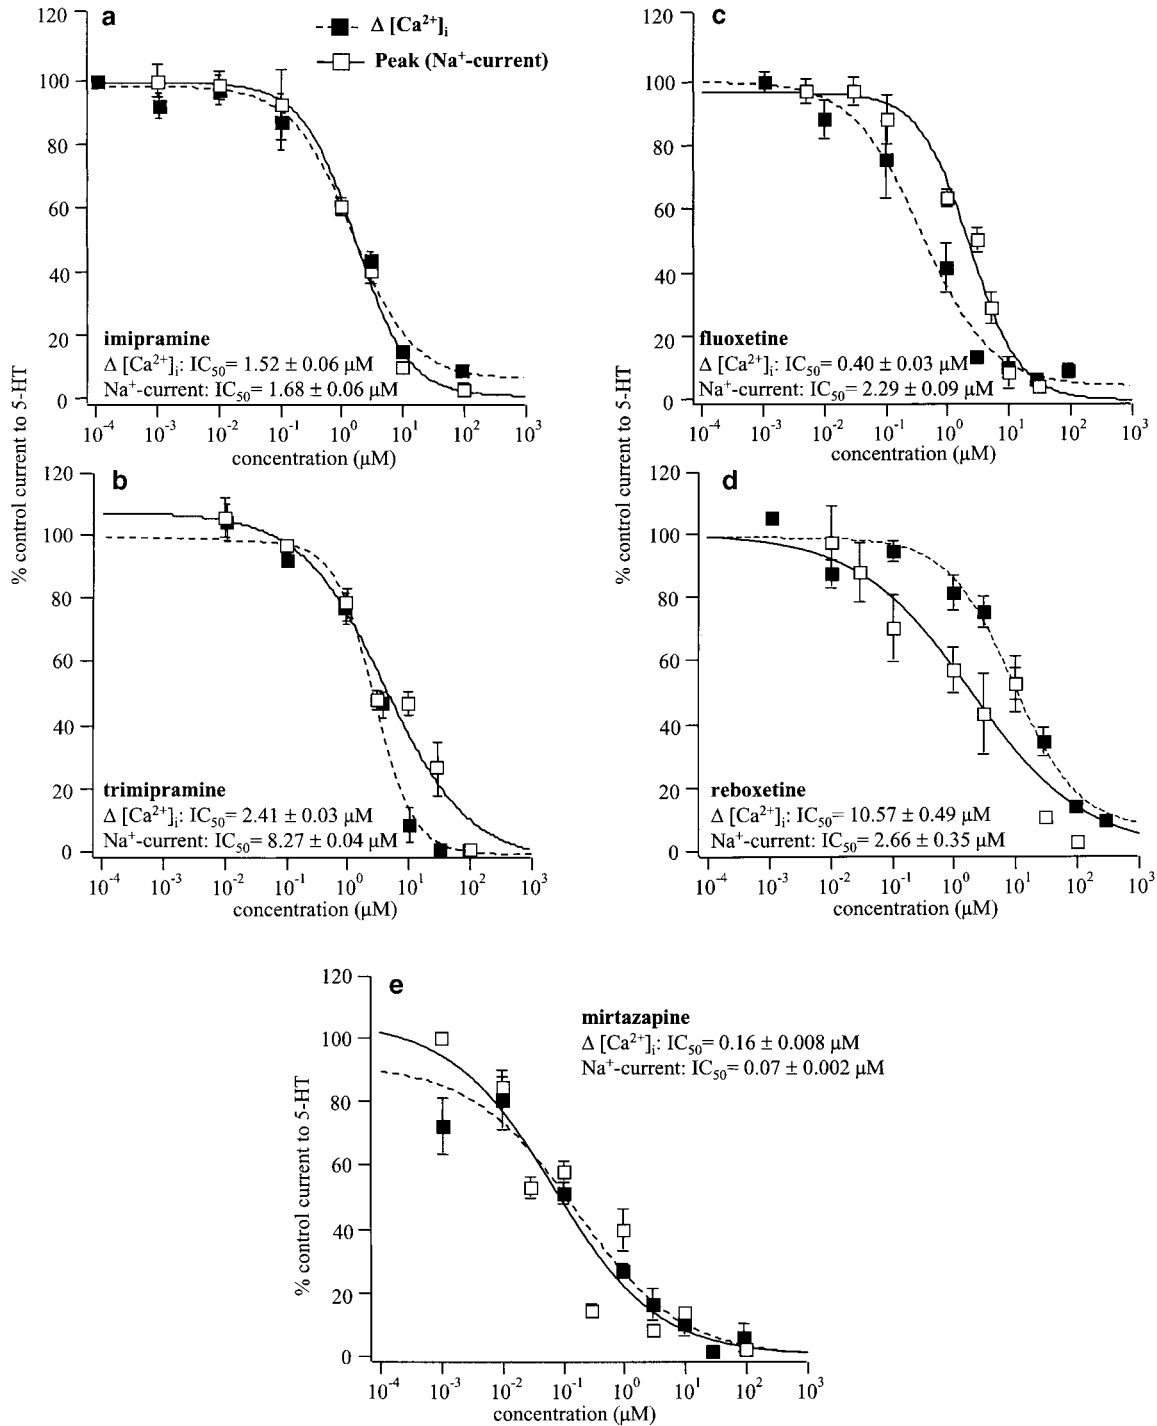 a
Δ [Ca²⁺]ᵢ
Peak (Na⁺-current)
120
100
80
60
40
20
0
imipramine
Δ [Ca²⁺]ᵢ: IC₅₀= 1.52 ± 0.06 μM
Na⁺-current: IC₅₀= 1.68 ± 0.06 μM
10⁻⁴ 10⁻³ 10⁻² 10⁻¹ 10⁰ 10¹ 10² 10³
concentration (μM)
% control current to 5-HT
c
120
100
80
60
40
20
0
fluoxetine
Δ [Ca²⁺]ᵢ: IC₅₀= 0.40 ± 0.03 μM
Na⁺-current: IC₅₀= 2.29 ± 0.09 μM
10⁻⁴ 10⁻³ 10⁻² 10⁻¹ 10⁰ 10¹ 10² 10³
concentration (μM)
% control current to 5-HT
b
120
100
80
60
40
20
0
trimipramine
Δ [Ca²⁺]ᵢ: IC₅₀= 2.41 ± 0.03 μM
Na⁺-current: IC₅₀= 8.27 ± 0.04 μM
10⁻⁴ 10⁻³ 10⁻² 10⁻¹ 10⁰ 10¹ 10² 10³
concentration (μM)
d
120
100
80
60
40
20
0
reboxetine
Δ [Ca²⁺]ᵢ: IC₅₀= 10.57 ± 0.49 μM
Na⁺-current: IC₅₀= 2.66 ± 0.35 μM
10⁻⁴ 10⁻³ 10⁻² 10⁻¹ 10⁰ 10¹ 10² 10³
concentration (μM)
e
120
100
80
60
40
20
0
mirtazapine
Δ [Ca²⁺]ᵢ: IC₅₀= 0.16 ± 0.008 μM
Na⁺-current: IC₅₀= 0.07 ± 0.002 μM
% control current to 5-HT
10⁻⁴ 10⁻³ 10⁻² 10⁻¹ 10⁰ 10¹ 10² 10³
concentration (μM)